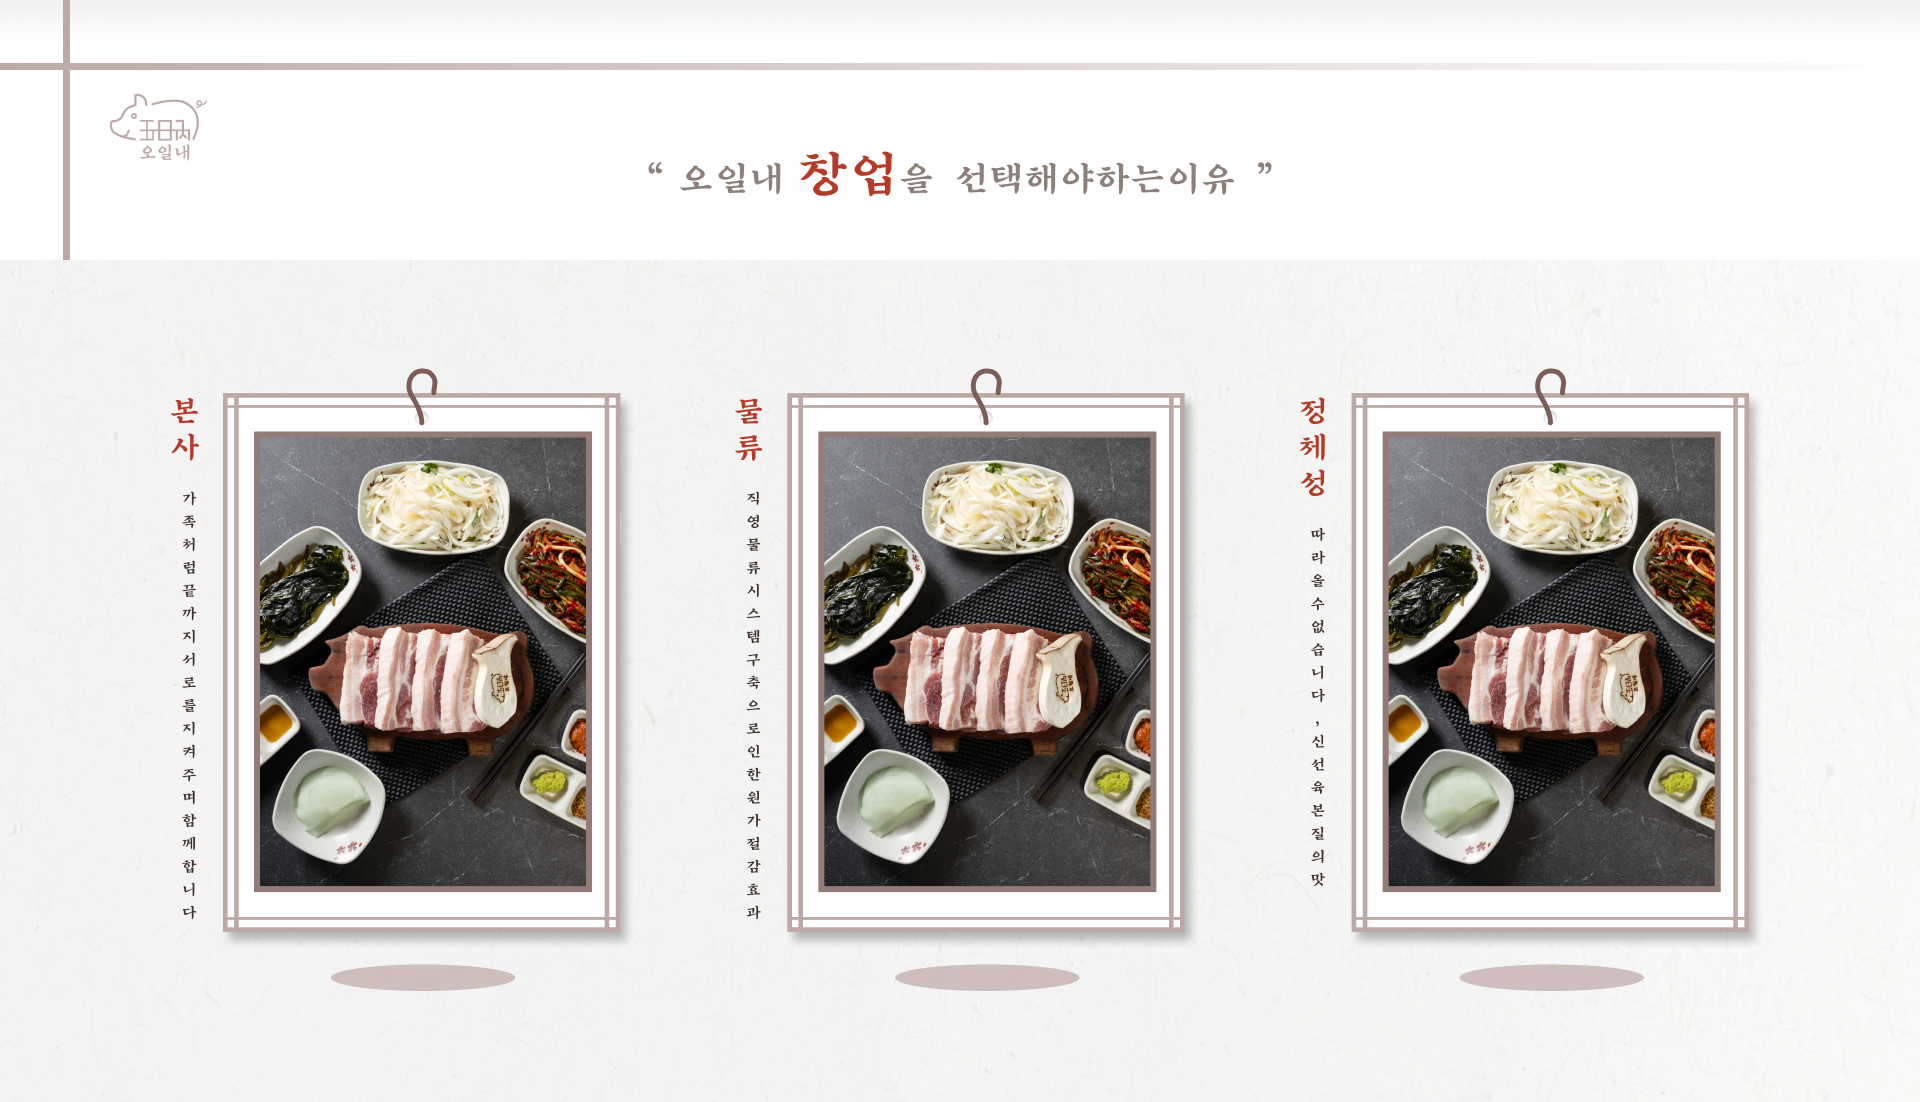 오일내
“ 오일내 창업을 선택해야하는이유 ”
본사
가족처럼끝까지서로를지켜주며함께합니다
물류
직영물류시스템구축으로인한원가절감효과
정체성
따라올수없습니다,신선육본질의맛